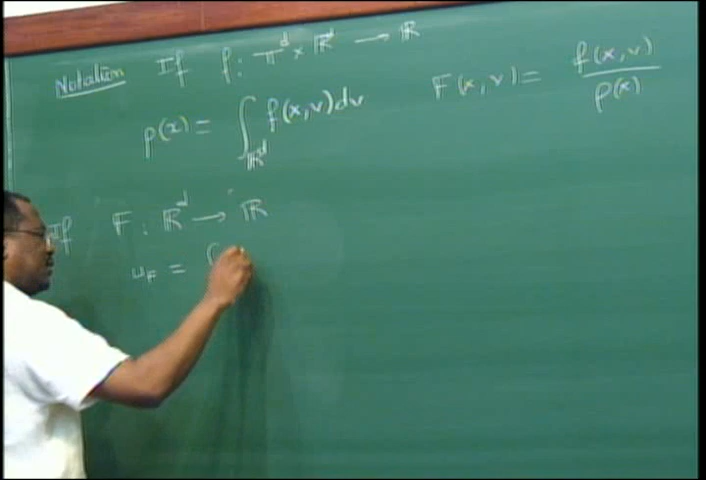 Notation If f: 𝕋^d × ℝ^d → ℝ
ρ(x) = ∫_{ℝ^d} f(x,v)dv F(x,v) = f(x,v)/ρ(x)
If F: ℝ^d → ℝ
u_F = ∫